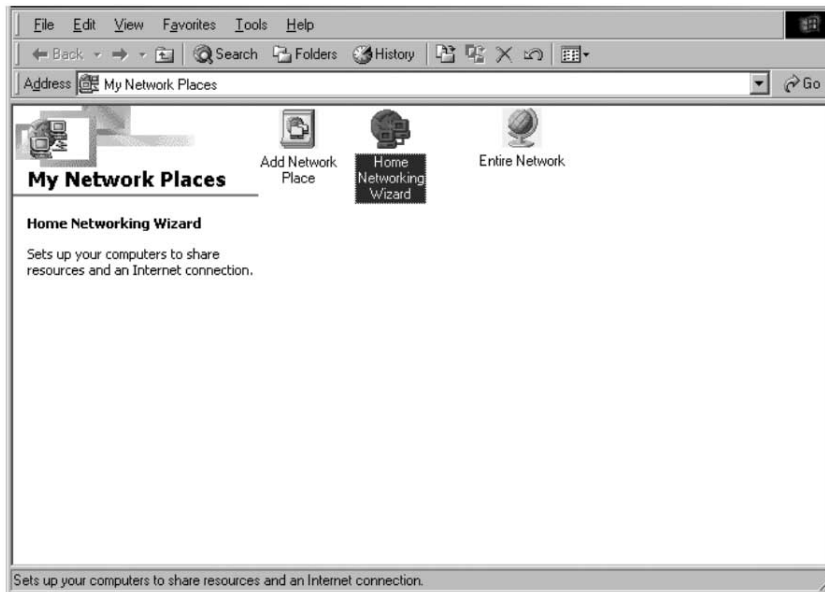 File Edit View Favorites Tools Help
Back Search Folders History
Address My Network Places Go
My Network Places
Home Networking Wizard
Sets up your computers to share
resources and an Internet connection.
Add Network
Place
Home
Networking
Wizard
Entire Network
Sets up your computers to share resources and an Internet connection.